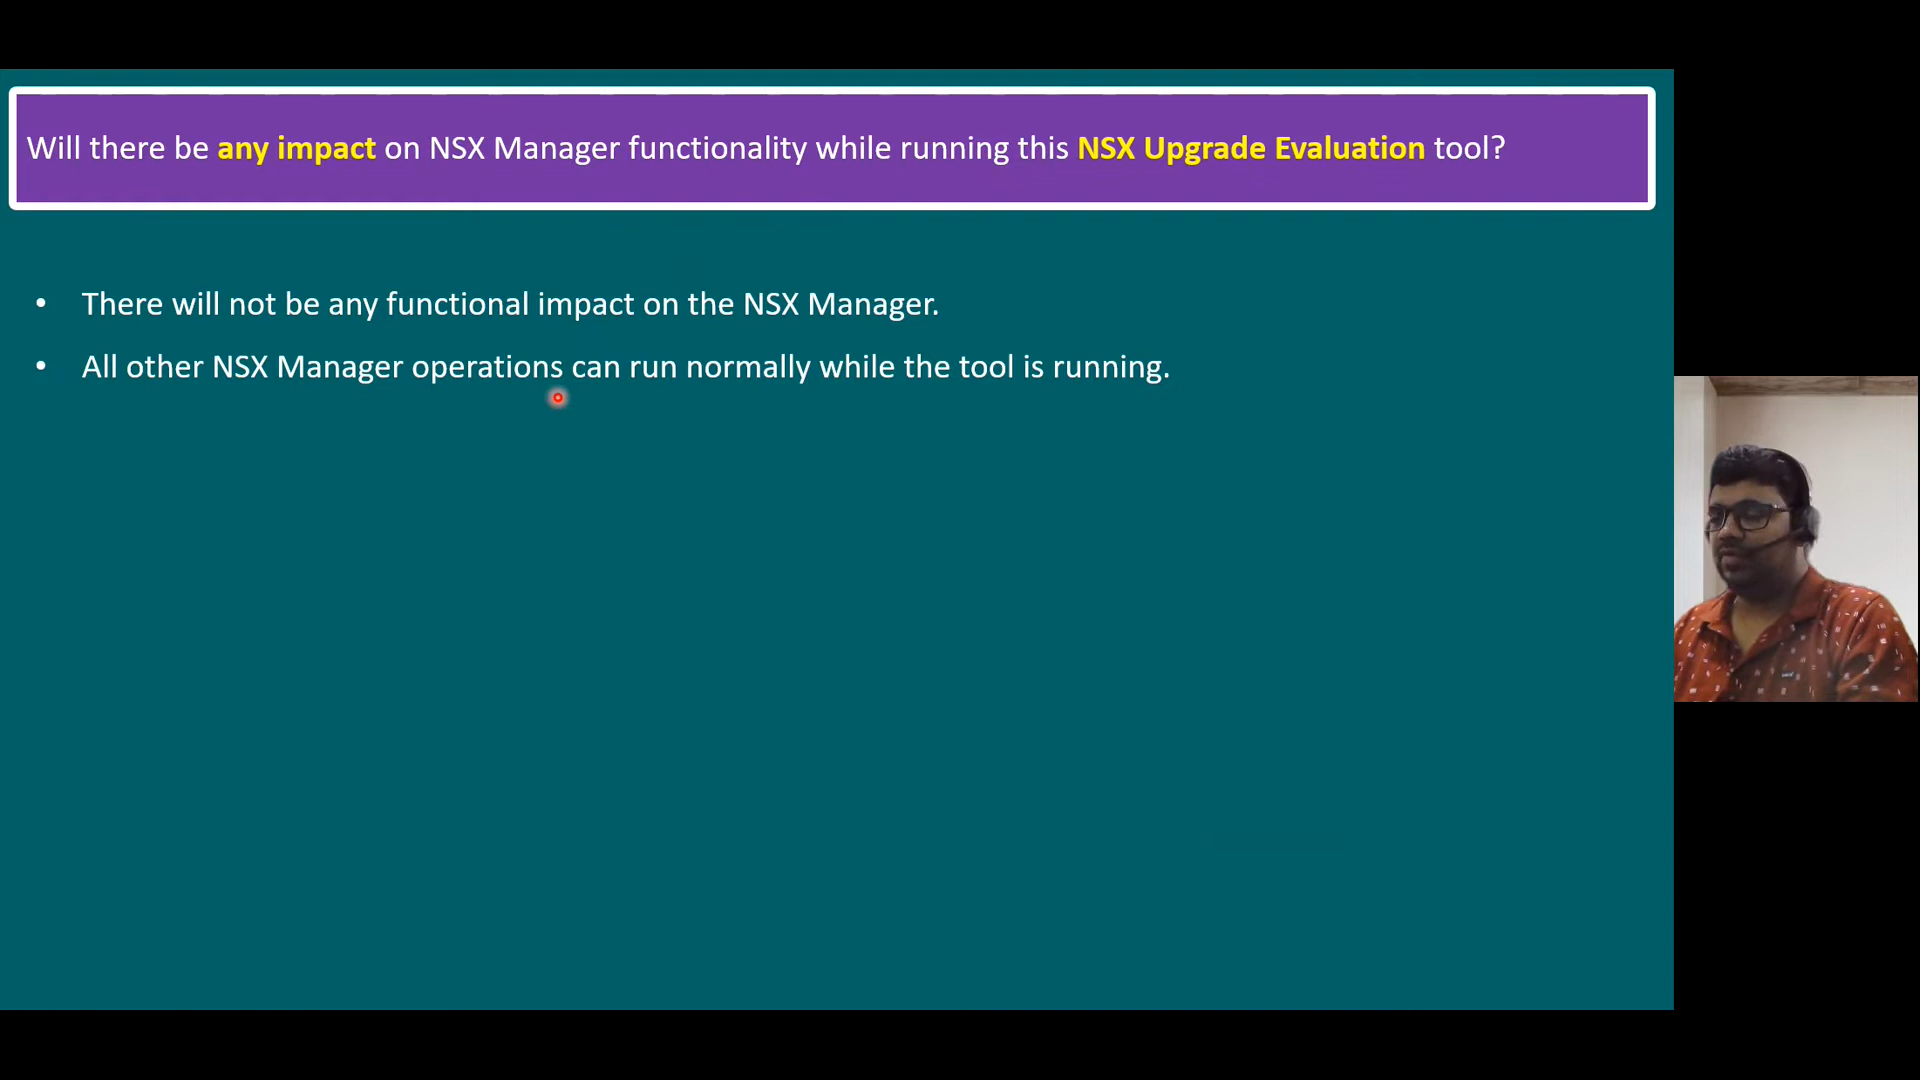 Will there be any impact on NSX Manager functionality while running this NSX Upgrade Evaluation tool?
• There will not be any functional impact on the NSX Manager.
• All other NSX Manager operations can run normally while the tool is running.